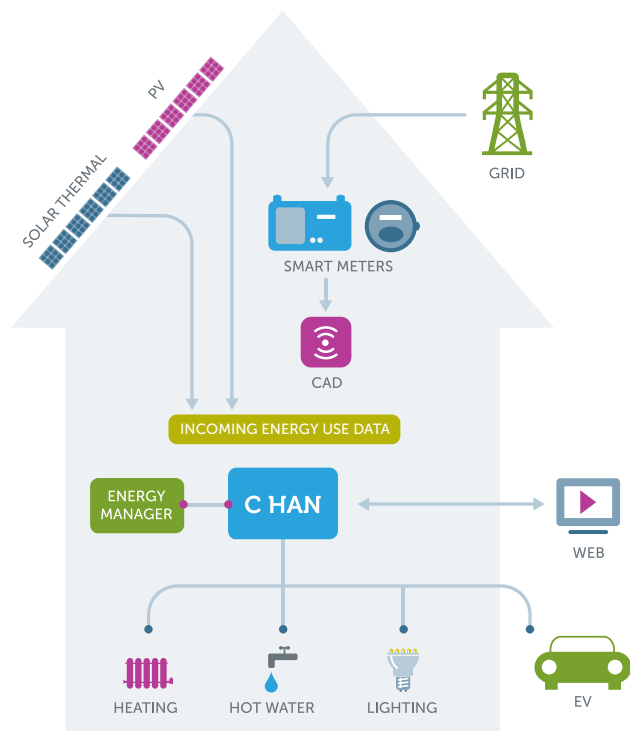 PV
SOLAR THERMAL
GRID
SMART METERS
CAD
INCOMING ENERGY USE DATA
ENERGY
MANAGER
C HAN
WEB
HEATING
HOT WATER
LIGHTING
EV